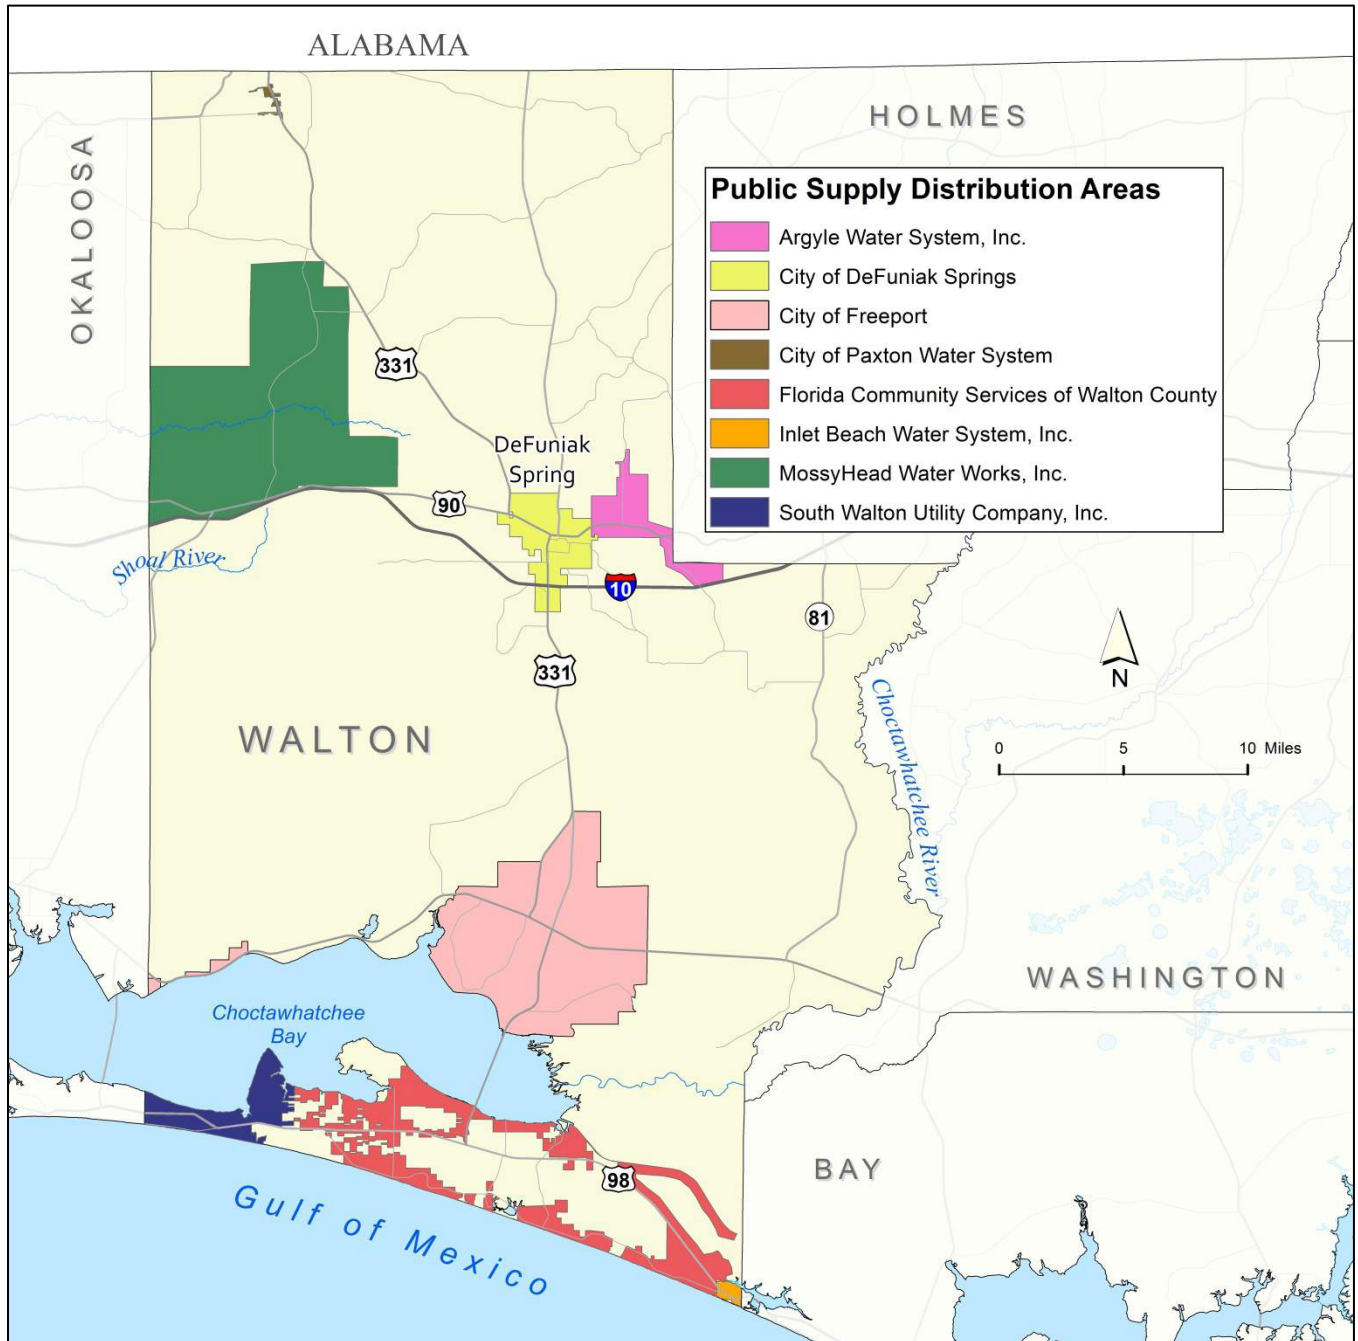 ALABAMA
HOLMES
OKALOOSA
Public Supply Distribution Areas
Argyle Water System, Inc.
City of DeFuniak Springs
City of Freeport
City of Paxton Water System
Florida Community Services of Walton County
Inlet Beach Water System, Inc.
MossyHead Water Works, Inc.
South Walton Utility Company, Inc.
331
DeFuniak
Spring
90
Shoal River
10
81
331
N
Choctawhatchee River
WALTON
0 5 10 Miles
WASHINGTON
Choctawhatchee
Bay
BAY
98
Gulf of Mexico